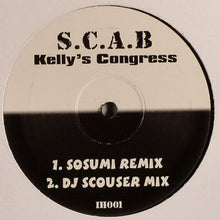 S.C.A.B
Kelly's Congress
1. SOSUMI REMIX
2. DJ SCOUSER MIX
IH001